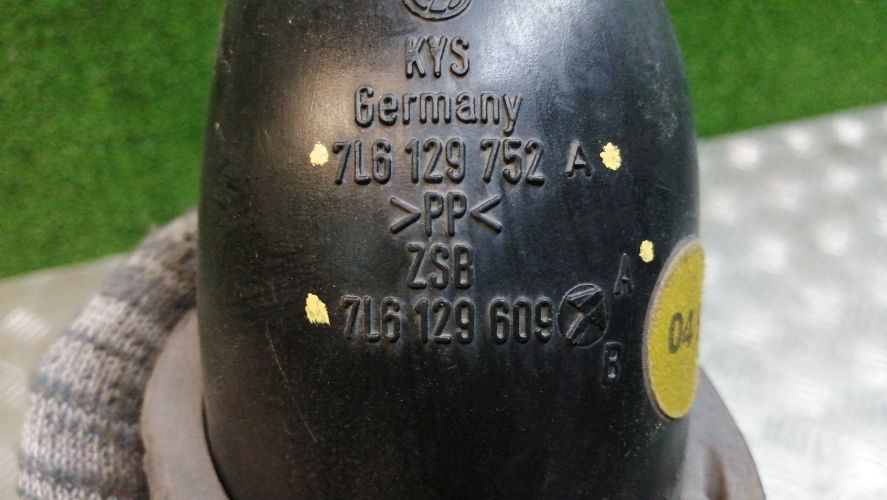 KYS
Germany
7L6 129 752 A
>PP<
ZSB
7L6 129 609 A
B
04